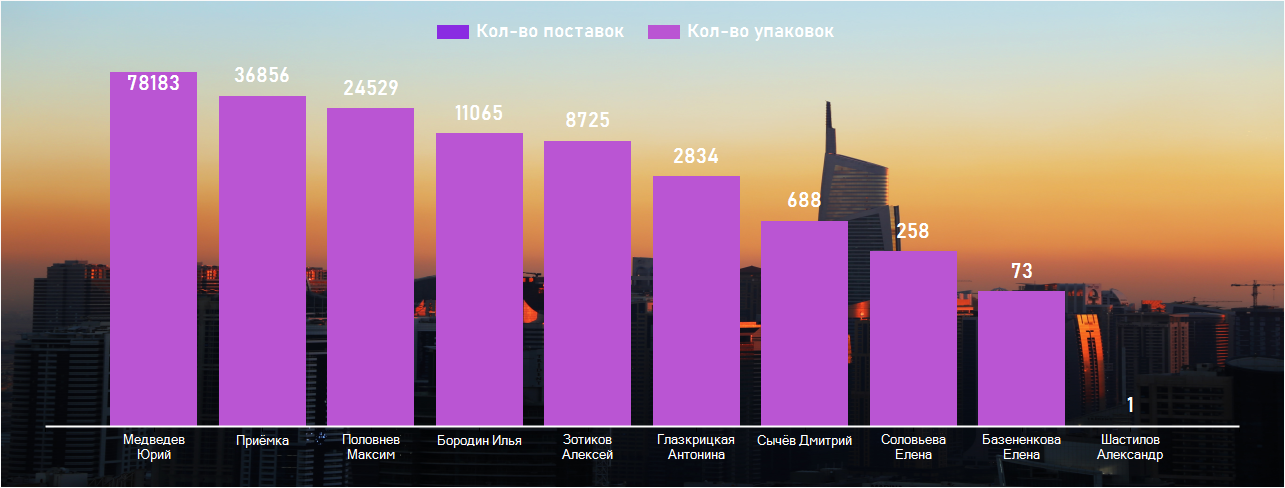 Кол-во поставок Кол-во упаковок
78183 36856 24529 11065 8725 2834 688 258 73 1
Медведев Юрий
Приёмка
Половнев Максим
Бородин Илья
Зотиков Алексей
Глазкрицкая Антонина
Сычёв Дмитрий
Соловьева Елена
Базененкова Елена
Шастилов Александр